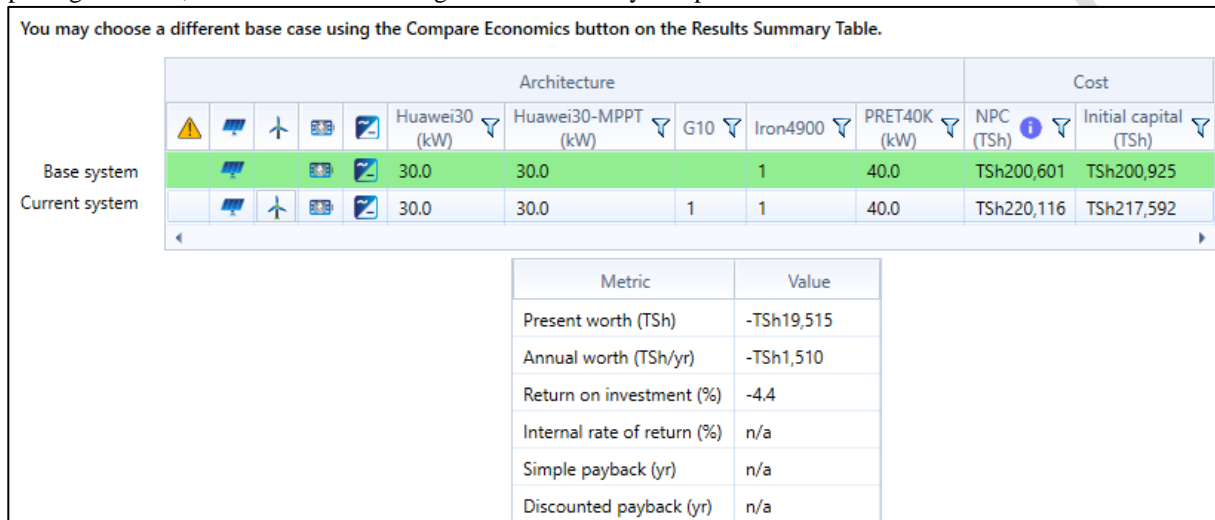 You may choose a different base case using the Compare Economics button on the Results Summary Table.
Architecture Cost
Huawei30 (kW) Huawei30-MPPT (kW) G10 Iron4900 PRET40K (kW) NPC (TSh) Initial capital (TSh)
Base system 30.0 30.0 1 40.0 TSh200,601 TSh200,925
Current system 30.0 30.0 1 1 40.0 TSh220,116 TSh217,592
Metric Value
Present worth (TSh) -TSh19,515
Annual worth (TSh/yr) -TSh1,510
Return on investment (%) -4.4
Internal rate of return (%) n/a
Simple payback (yr) n/a
Discounted payback (yr) n/a